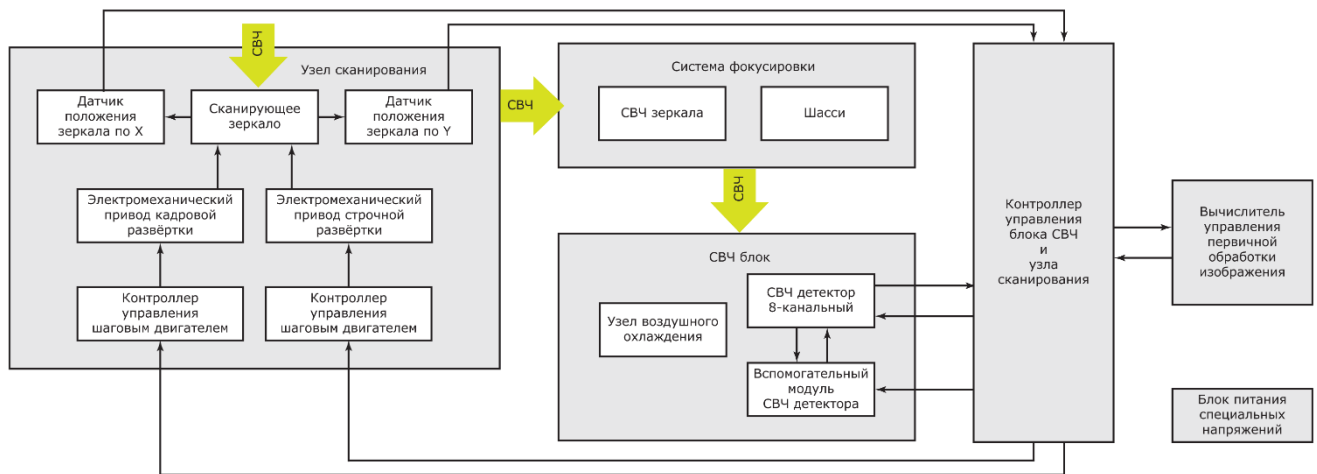 СВЧ
Узел сканирования
Датчик
положения
зеркала по X
Сканирующее
зеркало
Датчик
положения
зеркала по Y
Электромеханический
привод кадровой
развёртки
Электромеханический
привод строчной
развёртки
Контроллер
управления
шаговым двигателем
Контроллер
управления
шаговым двигателем
СВЧ
Система фокусировки
СВЧ зеркала
Шасси
СВЧ
СВЧ блок
Узел воздушного
охлаждения
СВЧ детектор
8-канальный
Вспомогательный
модуль
СВЧ детектора
Контроллер
управления
блока СВЧ
и
узла
сканирования
Вычислитель
управления
первичной
обработки
изображения
Блок питания
специальных
напряжений